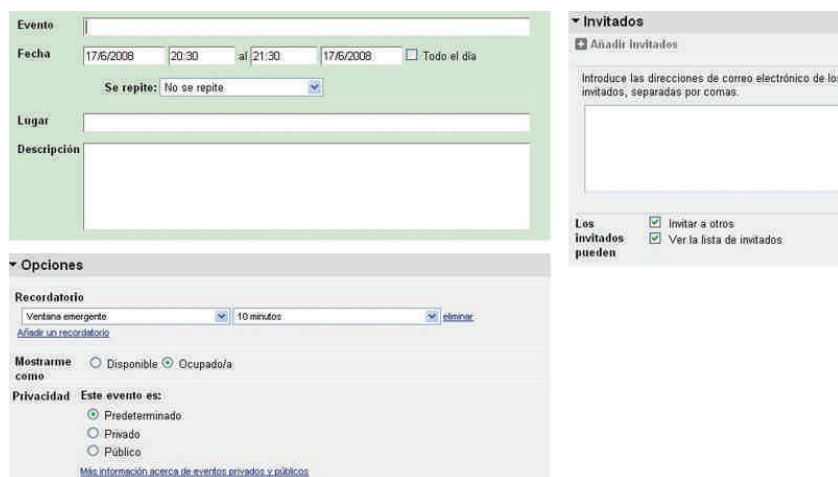 Evento
Fecha 17/6/2008 20:30 al 21:30 17/6/2008 Todo el día
Se repite: No se repite
Lugar
Descripción
▾ Opciones
Recordatorio
Ventana emergente 10 minutos eliminar
Añadir un recordatorio
Mostrarme como Disponible Ocupado/a
Privacidad Este evento es:
Predeterminado
Privado
Público
Más información acerca de eventos privados y públicos
▾ Invitados
Añadir invitados
Introduce las direcciones de correo electrónico de los
invitados, separadas por comas.
Los invitados pueden
Invitar a otros
Ver la lista de invitados